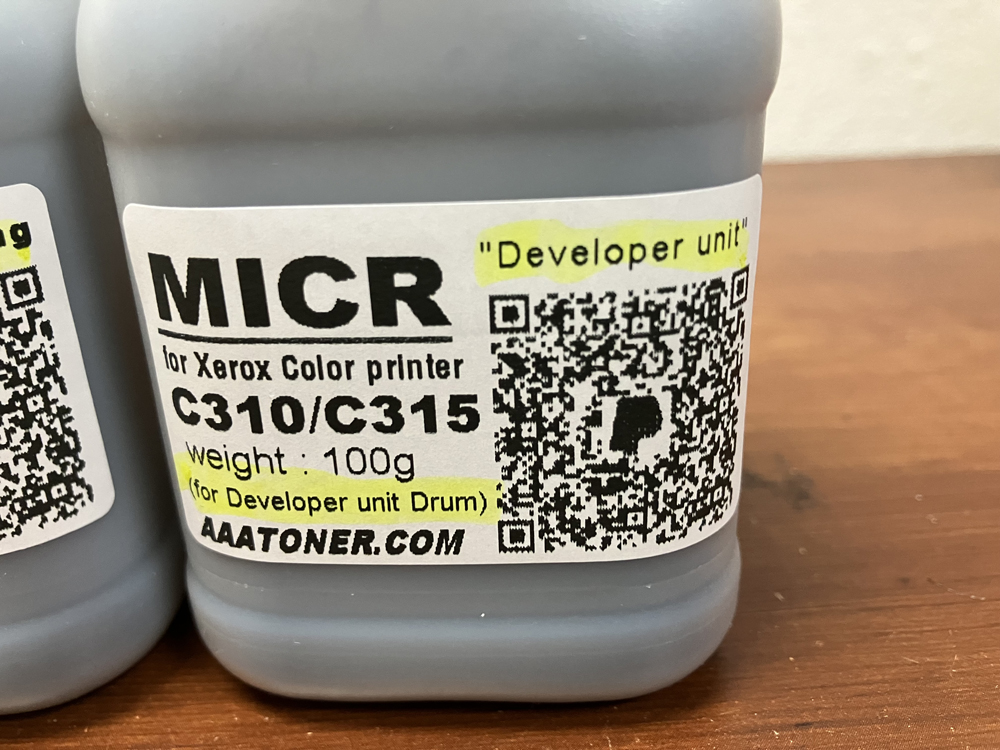 MICR
for Xerox Color printer
C310/C315
weight : 100g
(for Developer unit Drum)
AAATONER.COM
"Developer unit"